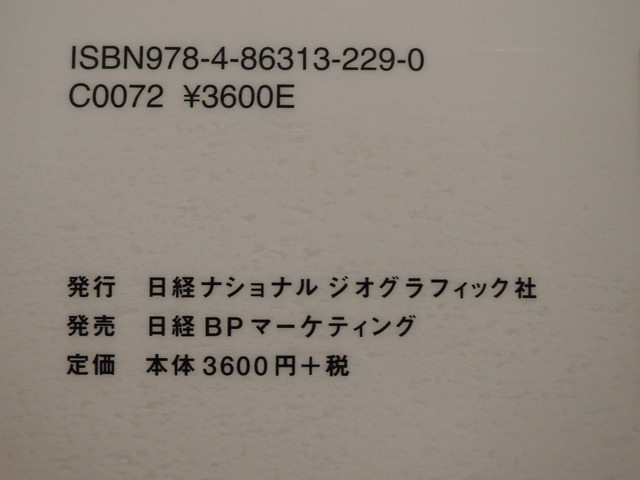 ISBN978-4-86313-229-0
C0072 ¥3600E
発行 日経ナショナル ジオグラフィック社
発売 日経BPマーケティング
定価 本体3600円+税